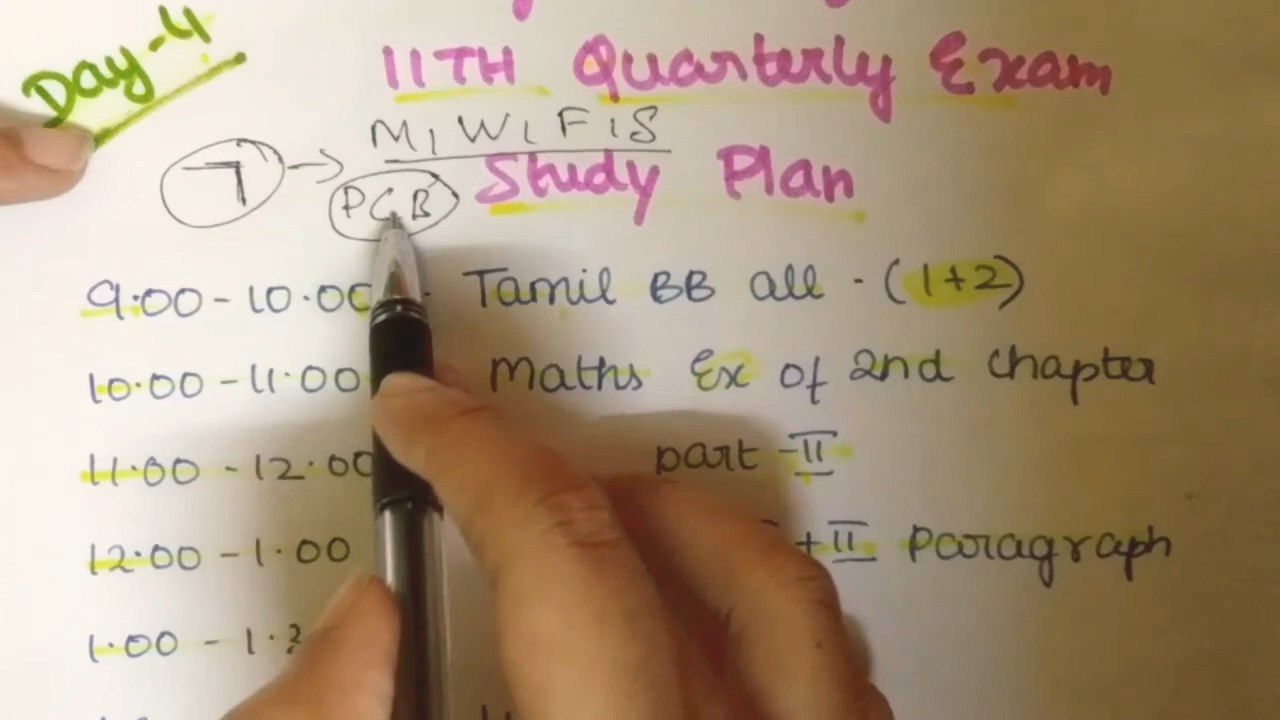 Day-4
11TH Quarterly Exam
M, W, F, S
7 →
PCB
Study Plan
9:00 - 10.00 - Tamil BB all - (1+2)
10.00 - 11.00 Maths Ex of 2nd chapter
11.00 - 12.00 part - II
12.00 - 1.00 + II Paragraph
1.00 - 1.